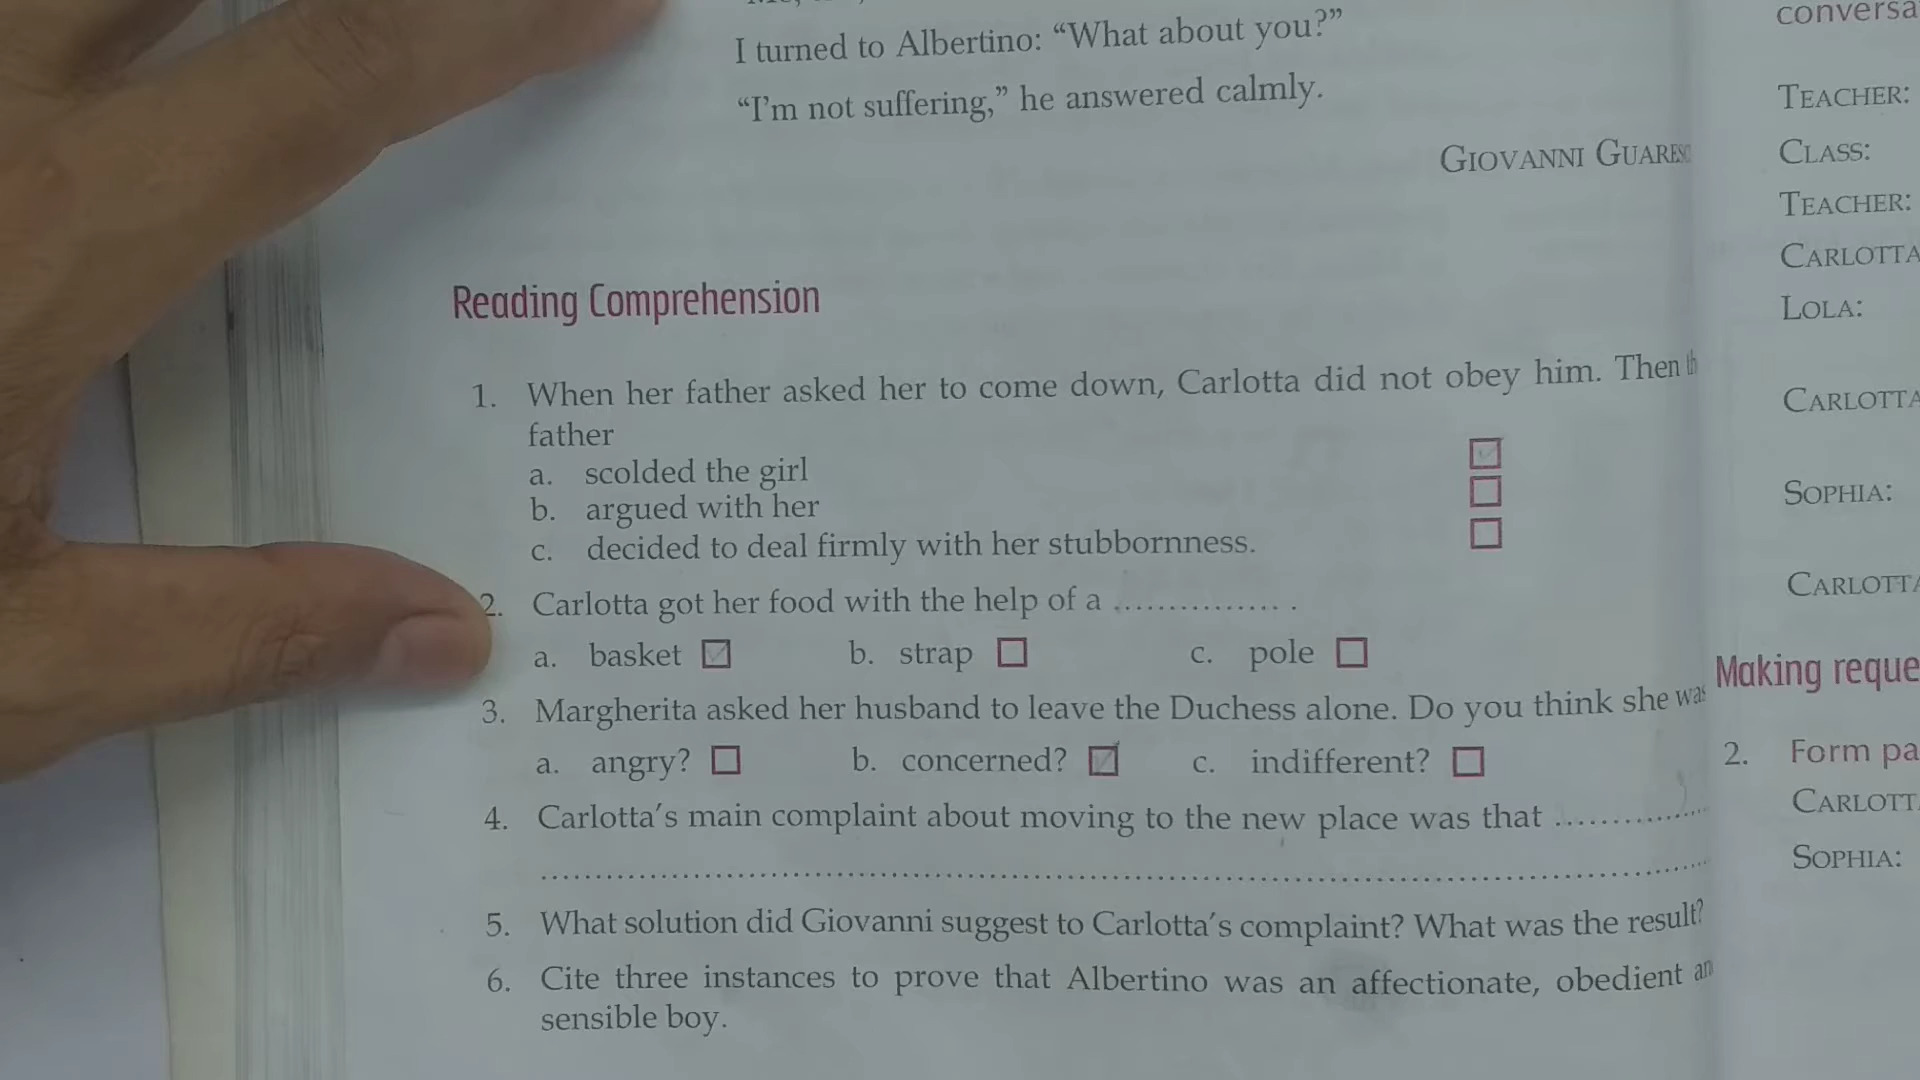 I turned to Albertino: “What about you?”
“I’m not suffering,” he answered calmly.
GIOVANNI
Reading Comprehension
1. When her father asked her to come down, Carlotta did not obey him. Then
father
a. scolded the girl
b. argued with her
c. decided to deal firmly with her stubbornness.
2. Carlotta got her food with the help of a ............... .
a. basket b. strap c. pole
3. Margherita asked her husband to leave the Duchess alone. Do you think she was
a. angry? b. concerned? c. indifferent?
4. Carlotta’s main complaint about moving to the new place was that ..............
5. What solution did Giovanni suggest to Carlotta’s complaint? What was the result?
6. Cite three instances to prove that Albertino was an affectionate, obedient
sensible boy.
TEACHER:
CLASS:
TEACHER:
CARLOTTA
LOLA:
CARLOTTA
SOPHIA:
CARLOTTA
Making
2. Form
SOPHIA: